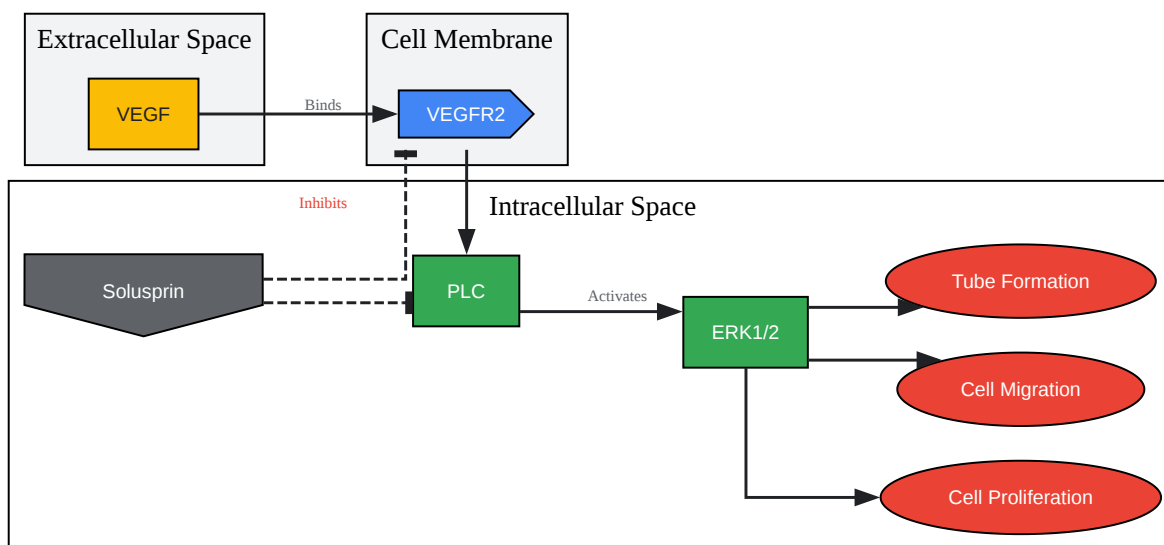 Extracellular Space
Cell Membrane
VEGF
Binds
VEGFR2
Inhibits
Intracellular Space
Solusprin
PLC
Activates
ERK1/2
Tube Formation
Cell Migration
Cell Proliferation